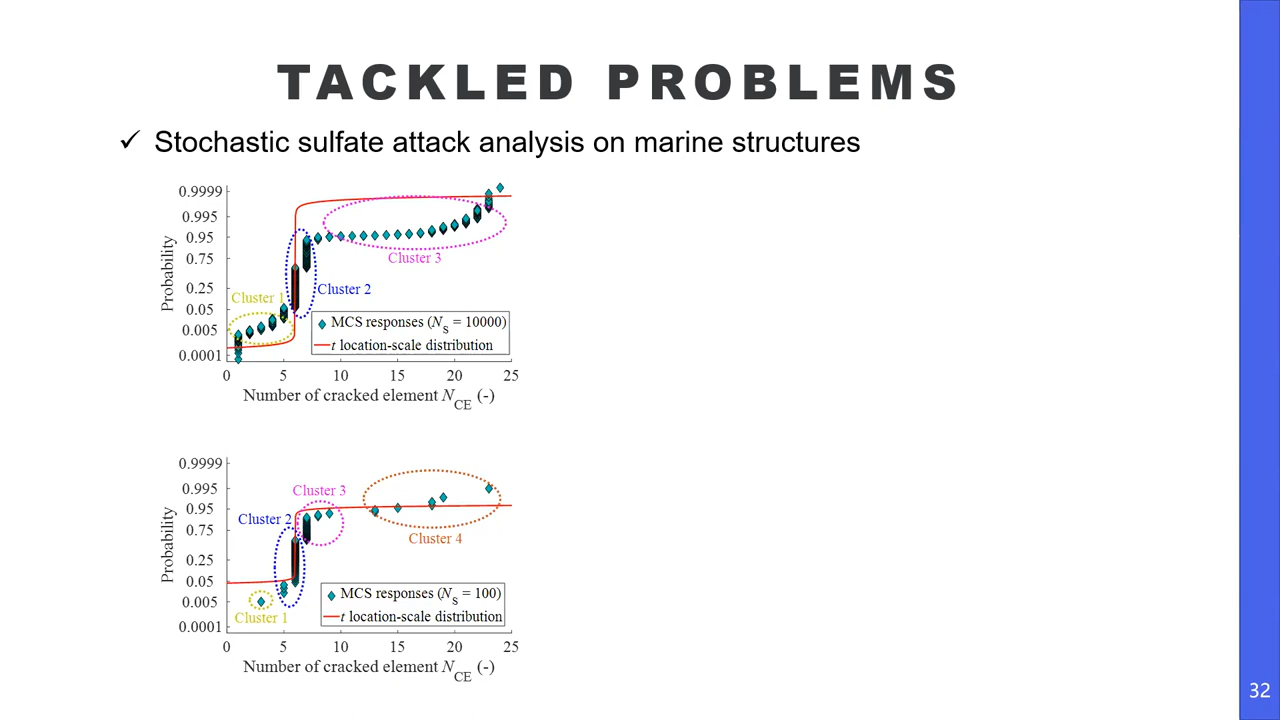 TACKLED PROBLEMS
✓ Stochastic sulfate attack analysis on marine structures
0.9999
0.995
0.95
0.75
0.25
0.05
0.005
0.0001
Probability
Cluster 1
Cluster 2
Cluster 3
MCS responses (NS = 10000)
t location-scale distribution
0 5 10 15 20 25
Number of cracked element NCE (-)
0.9999
0.995
0.95
0.75
0.25
0.05
0.005
0.0001
Probability
Cluster 3
Cluster 2
Cluster 4
Cluster 1
MCS responses (NS = 100)
t location-scale distribution
0 5 10 15 20 25
Number of cracked element NCE (-)
32